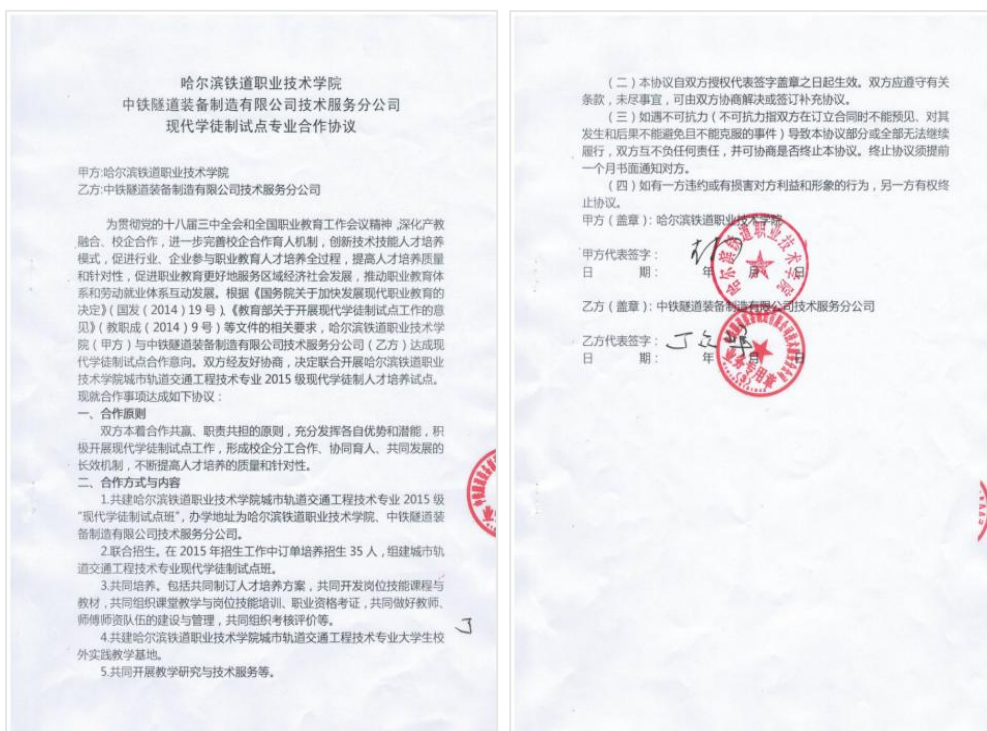 哈尔滨铁道职业技术学院
中铁隧道装备制造有限公司技术服务分公司
现代学徒制试点专业合作协议
甲方:哈尔滨铁道职业技术学院
乙方:中铁隧道装备制造有限公司技术服务分公司
为贯彻党的十八届三中全会和全国职业教育工作会议精神,深化产教
融合、校企合作，进一步完善校企合作育人机制，创新技术技能人才培养
模式，促进行业、企业参与职业教育人才培养全过程，提高人才培养质量
和针对性，促进职业教育更好地服务区域经济社会发展，推动职业教育体
系和劳动就业体系互动发展。根据《国务院关于加快发展现代职业教育的
决定》（国发（2014）19 号）、《教育部关于开展现代学徒制试点工作的意
见》（教职成（2014）9 号）等文件的相关要求，哈尔滨铁道职业技术学
院（甲方）与中铁隧道装备制造有限公司技术服务分公司（乙方）达成现
代学徒制试点合作意向。双方经友好协商，决定联合开展哈尔滨铁道职业
技术学院城市轨道交通工程技术专业 2015 级现代学徒制人才培养试点。
现就合作事项达成如下协议：
一、合作原则
双方本着合作共赢、职责共担的原则，充分发挥各自优势和潜能，积
极开展现代学徒制试点工作，形成校企分工合作、协同育人、共同发展的
长效机制，不断提高人才培养的质量和针对性。
二、合作方式与内容
1.共建哈尔滨铁道职业技术学院城市轨道交通工程技术专业 2015 级
“现代学徒制试点班”，办学地址为哈尔滨铁道职业技术学院、中铁隧道装
备制造有限公司技术服务分公司。
2.联合招生。在 2015 年招生工作中订单培养招生 35 人，组建城市轨
道交通工程技术专业现代学徒制试点班。
3.共同培养。包括共同制订人才培养方案，共同开发岗位技能课程与
教材，共同组织课堂教学与岗位技能培训、职业资格考证，共同做好教师、
师傅师资队伍的建设与管理，共同组织考核评价等。
4.共建哈尔滨铁道职业技术学院城市轨道交通工程技术专业大学生校
外实践教学基地。
5.共同开展教学研究与技术服务等。
（二）本协议自双方授权代表签字盖章之日起生效。双方应遵守有关
条款，未尽事宜，可由双方协商解决或签订补充协议。
（三）如遇不可抗力（不可抗力指双方在订立合同时不能预见、对其
发生和后果不能避免且不能克服的事件）导致本协议部分或全部无法继续
履行，双方互不负任何责任，并可协商是否终止本协议。终止协议须提前
一个月书面通知对方。
（四）如有一方违约或有损害对方利益和形象的行为，另一方有权终
止协议。
甲方（盖章）：哈尔滨铁道职业技术学院
甲方代表签字：
日 期： 年 月 日
哈尔滨铁道职业技术学院
乙方（盖章）：中铁隧道装备制造有限公司技术服务分公司
乙方代表签字：
日 期： 年 月 日